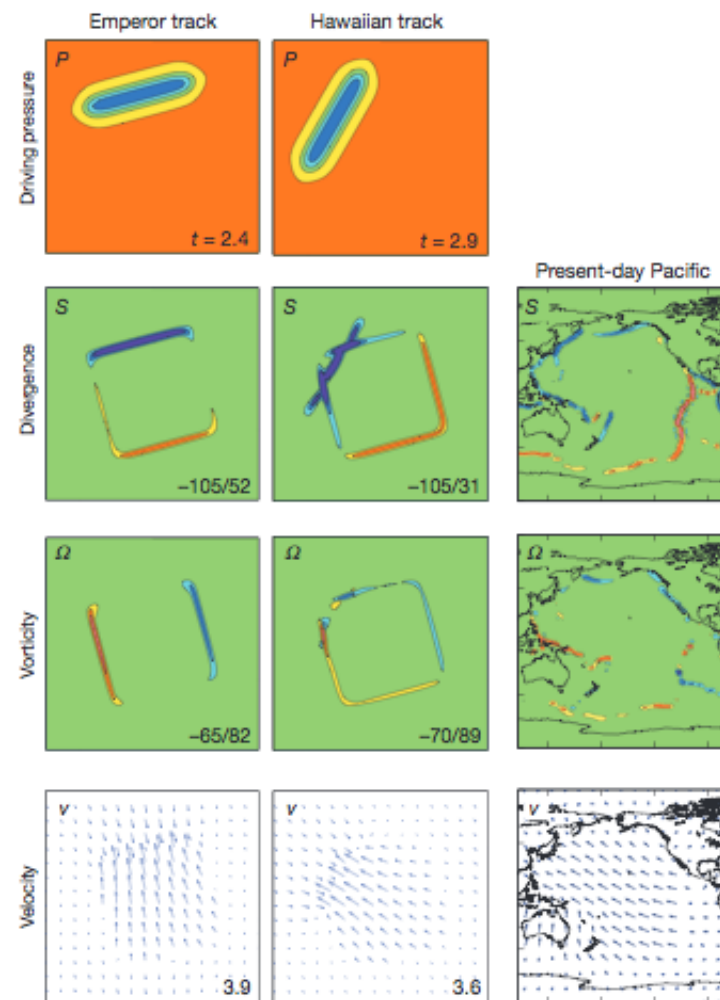 Emperor track
Hawaiian track
Driving pressure
P
t = 2.4
P
t = 2.9
Present-day Pacific
Divergence
S
–105/52
S
–105/31
S
Vorticity
Ω
–65/82
Ω
–70/89
Ω
Velocity
v
3.9
v
3.6
v